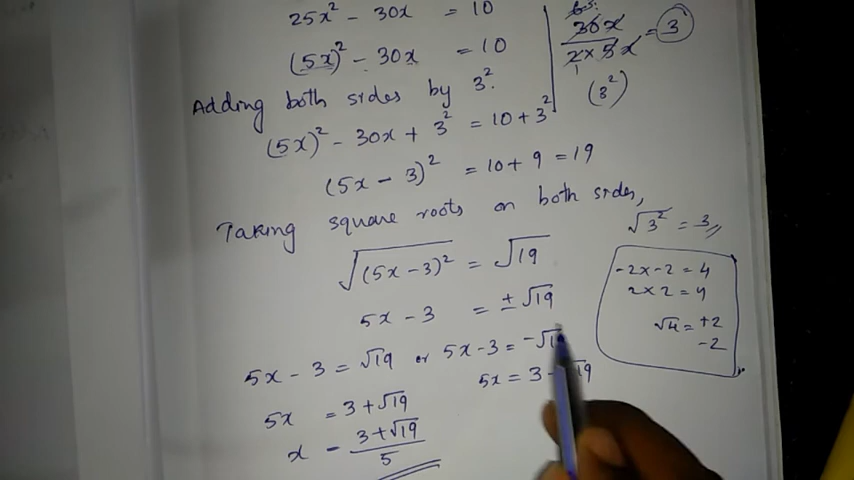 25x² - 30x = 10
(5x)² - 30x = 10
Adding both sides by 3².
(5x)² - 30x + 3² = 10 + 3²
(5x - 3)² = 10 + 9 = 19
Taking square roots on both sides,
√(5x - 3)² = √19
5x - 3 = ± √19
5x - 3 = √19 or 5x - 3 = -√1
5x = 3 + √19
x = 3 + √19 / 5
5x = 3 - 19
30x / 2 × 5x = 3
(3²)
√3² = 3
-2 x -2 = 4
2 x 2 = 4
√4 = +2
-2